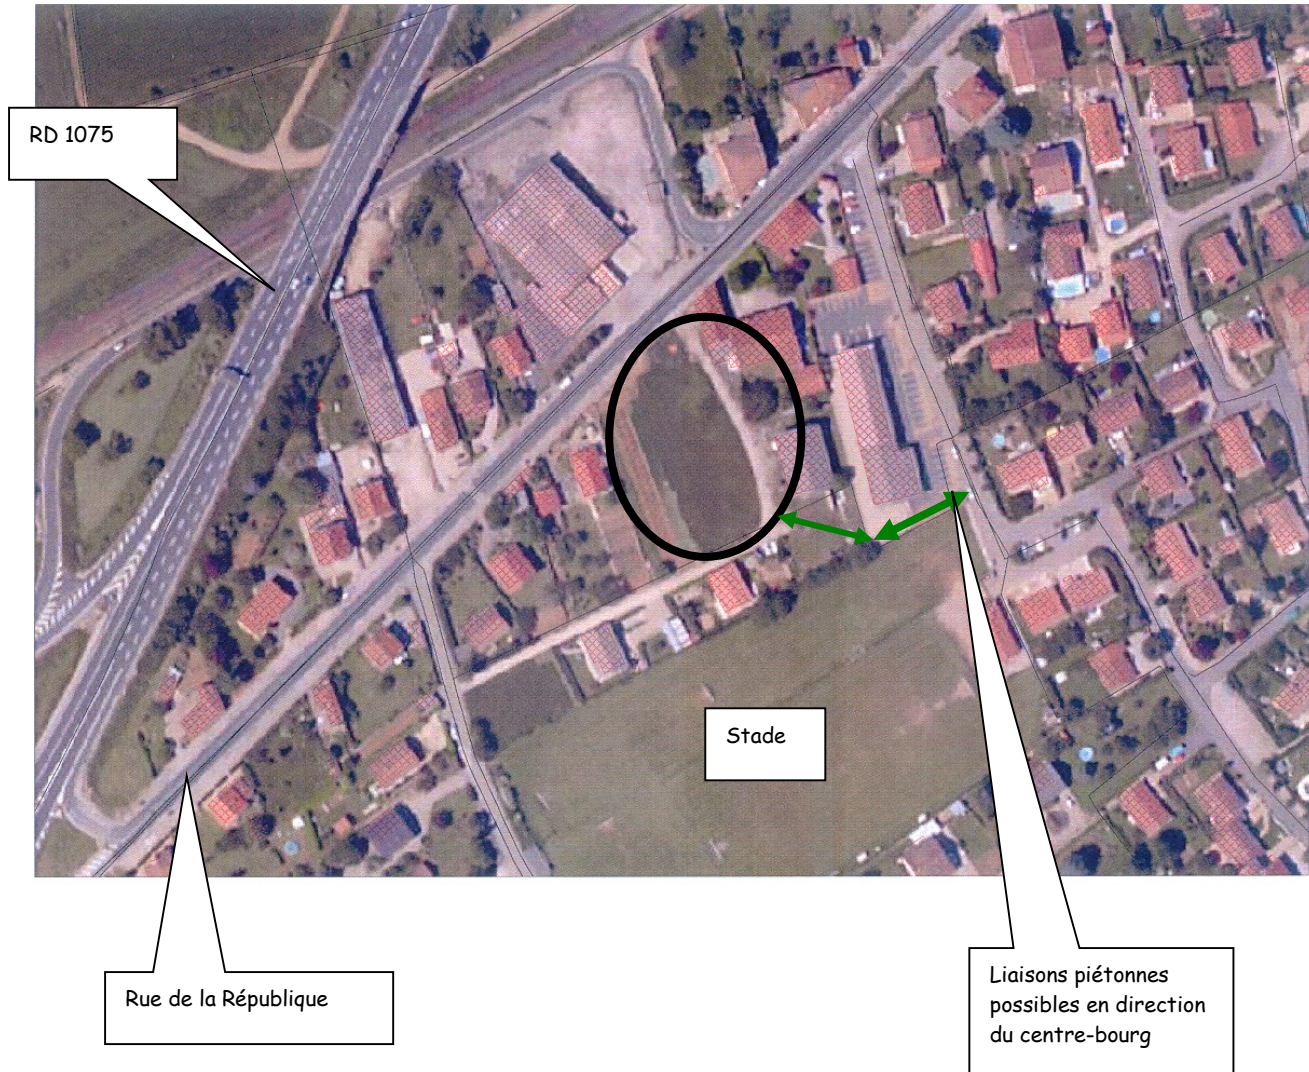 RD 1075
Stade
Rue de la République
Liaisons piétonnes
possibles en direction
du centre-bourg